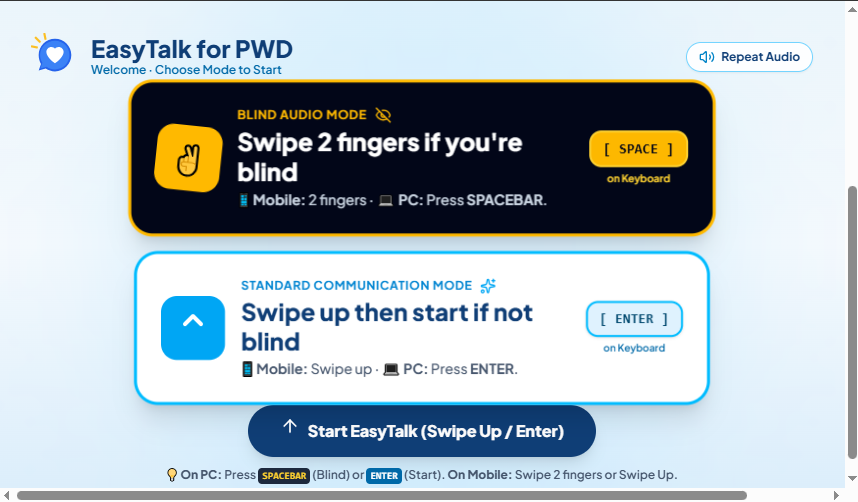 EasyTalk for PWD
Welcome · Choose Mode to Start
Repeat Audio
BLIND AUDIO MODE
Swipe 2 fingers if you're
blind
Mobile: 2 fingers · PC: Press SPACEBAR.
[ SPACE ]
on Keyboard
STANDARD COMMUNICATION MODE
Swipe up then start if not
blind
Mobile: Swipe up · PC: Press ENTER.
[ ENTER ]
on Keyboard
Start EasyTalk (Swipe Up / Enter)
On PC: Press SPACEBAR (Blind) or ENTER (Start). On Mobile: Swipe 2 fingers or Swipe Up.